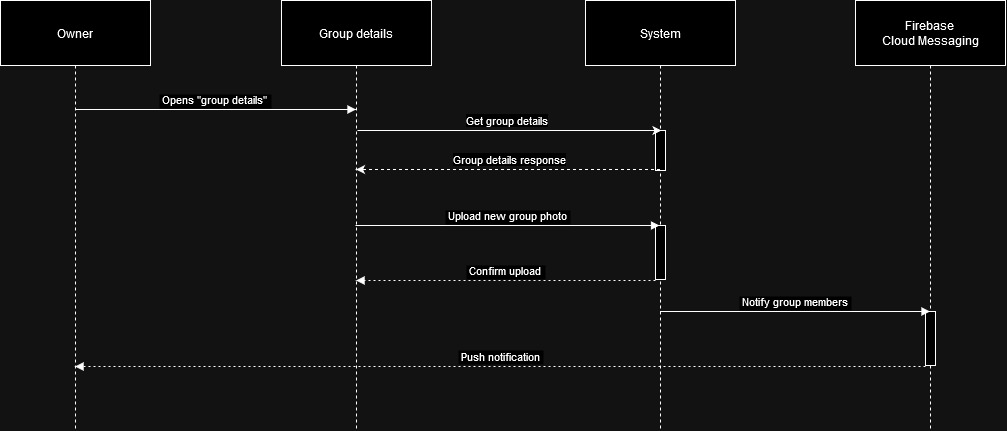 Owner
Group details
System
Firebase
Cloud Messaging
Opens "group details"
Get group details
Group details response
Upload new group photo
Confirm upload
Notify group members
Push notification